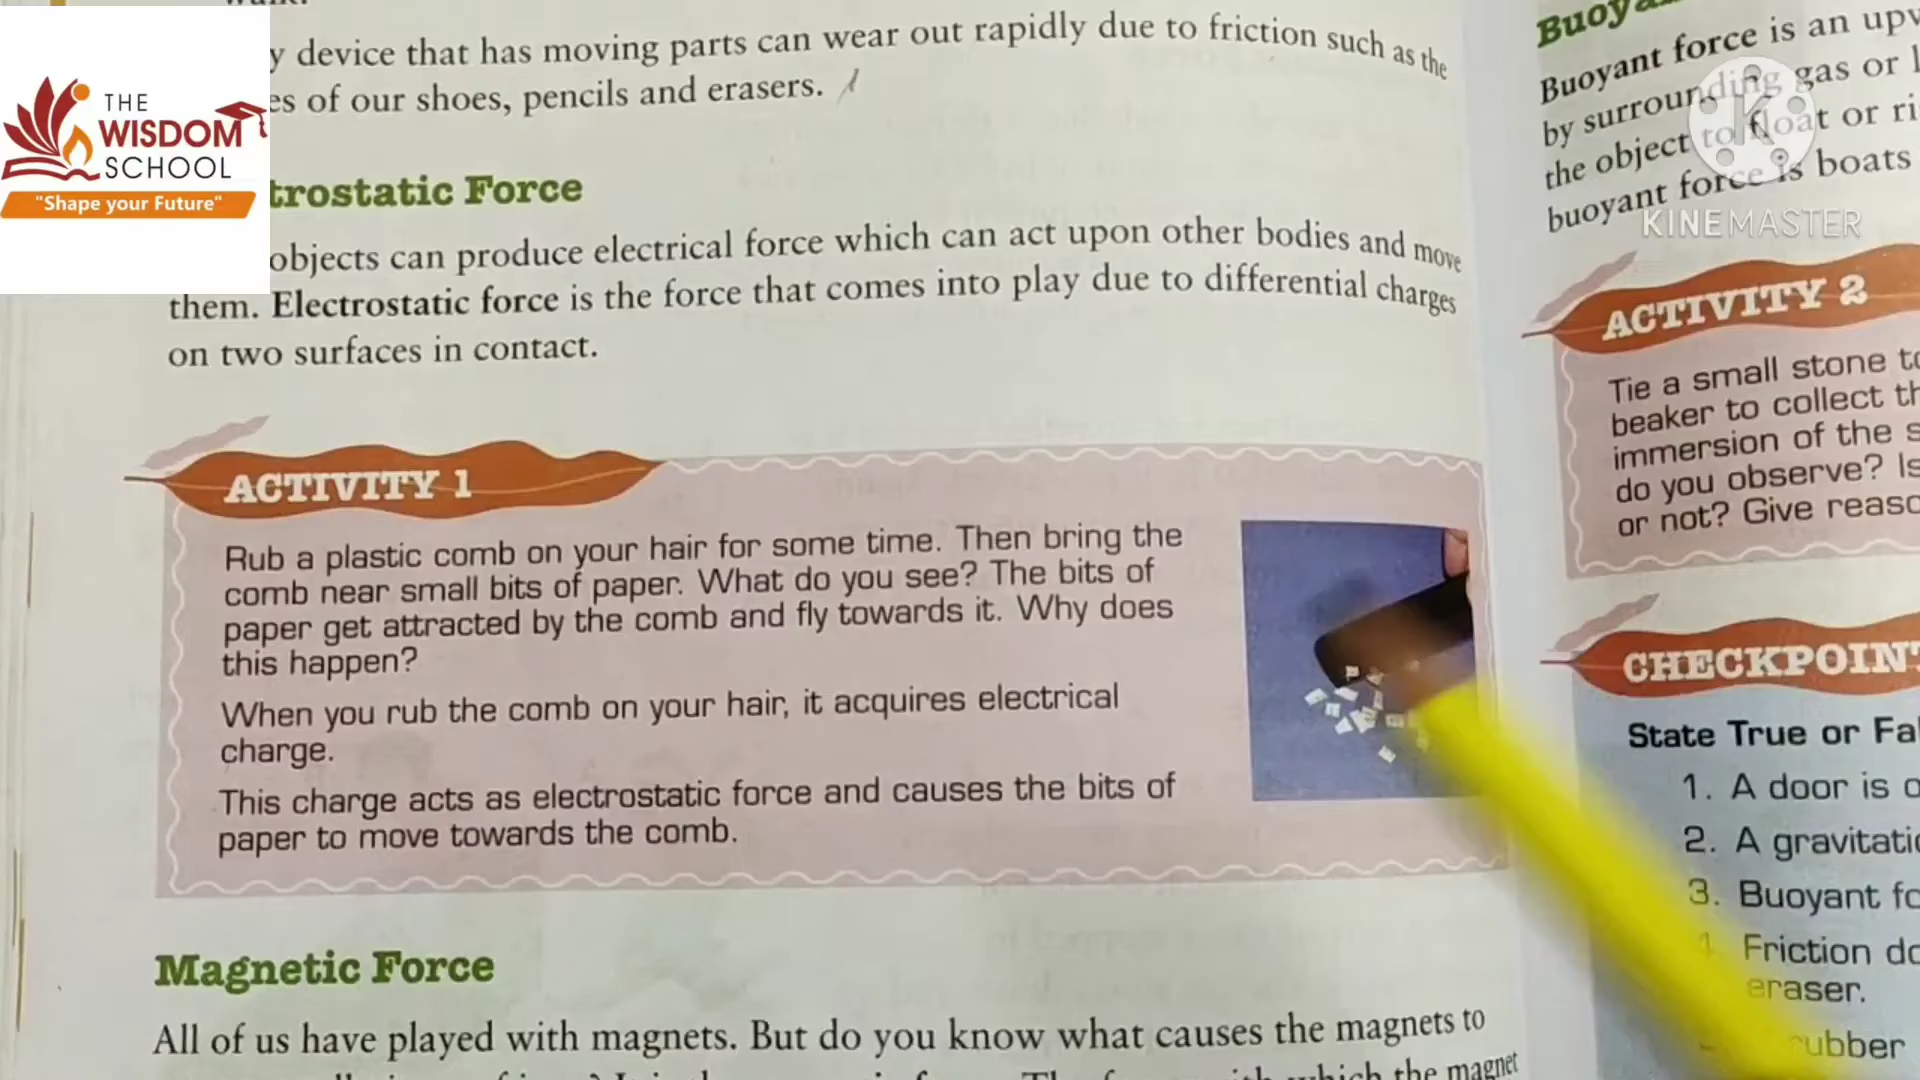 y device that has moving parts can wear out rapidly due to friction such as the
es of our shoes, pencils and erasers.
THE
WISDOM
SCHOOL
"Shape your Future"
trostatic Force
objects can produce electrical force which can act upon other bodies and move
them. Electrostatic force is the force that comes into play due to differential charges
on two surfaces in contact.
ACTIVITY 1
Rub a plastic comb on your hair for some time. Then bring the
comb near small bits of paper. What do you see? The bits of
paper get attracted by the comb and fly towards it. Why does
this happen?
When you rub the comb on your hair, it acquires electrical
charge.
This charge acts as electrostatic force and causes the bits of
paper to move towards the comb.
Magnetic Force
All of us have played with magnets. But do you know what causes the magnets to
which the magnet
Buoya
Buoyant force is an upw
by surrounding gas or l
the object to float or ri
buoyant force is boats
K
KINEMASTER
ACTIVITY 2
Tie a small stone to
beaker to collect th
immersion of the s
do you observe? Is
or not? Give reaso
CHECKPOINT
State True or Fal
1. A door is o
2. A gravitatio
3. Buoyant fo
Friction do
eraser.
rubber